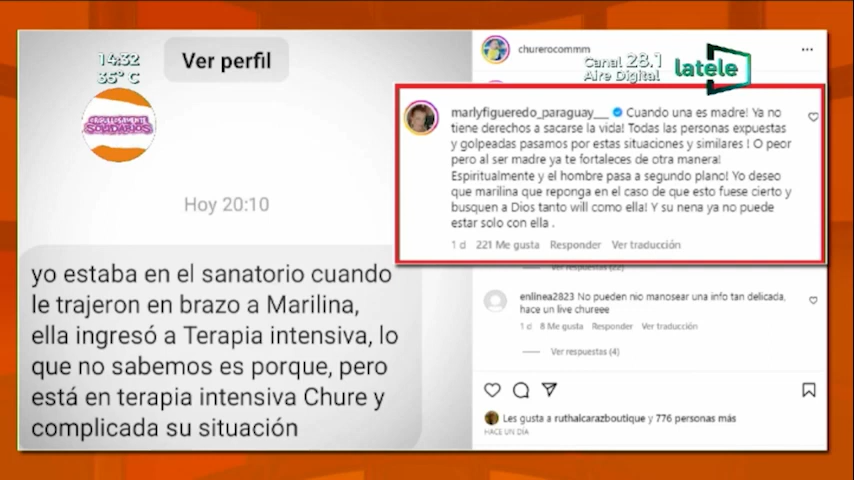 14:32
35° C
Ver perfil
ORGULLOSAMENTE
SOLIDARIOS
Hoy 20:10
yo estaba en el sanatorio cuando
le trajeron en brazo a Marilina,
ella ingresó a Terapia intensiva, lo
que no sabemos es porque, pero
está en terapia intensiva Chure y
complicada su situación
churerocommm
Canal 28.1
Aire Digital
latele
marlyfigueredo_paraguay___ Cuando una es madre! Ya no
tiene derechos a sacarse la vida! Todas las personas expuestas
y golpeadas pasamos por estas situaciones y similares ! O peor
pero al ser madre ya te fortaleces de otra manera!
Espiritualmente y el hombre pasa a segundo plano! Yo deseo
que marilina que reponga en el caso de que esto fuese cierto y
busquen a Dios tanto will como ella! Y su nena ya no puede
estar solo con ella .
1 d 221 Me gusta Responder Ver traducción
Ver respuestas (22)
enlinea2823 No pueden nio manosear una info tan delicada,
hace un live chureee
1 d 8 Me gusta Responder Ver traducción
Ver respuestas (4)
Les gusta a ruthalcarazboutique y 776 personas más
HACE UN DÍA